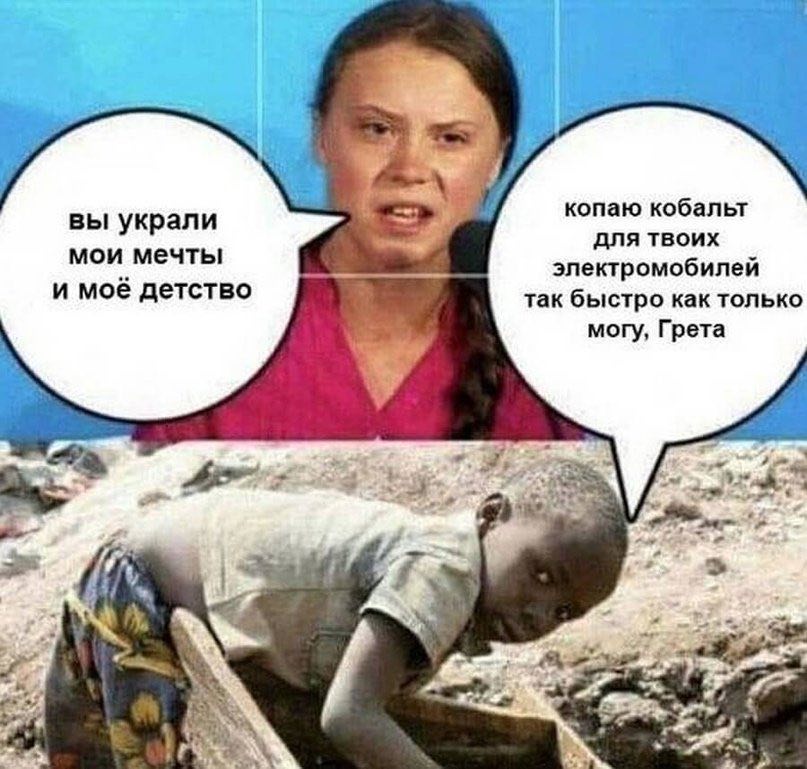 вы украли
мои мечты
и моё детство
копаю кобальт
для твоих
электромобилей
так быстро как только
могу, Грета